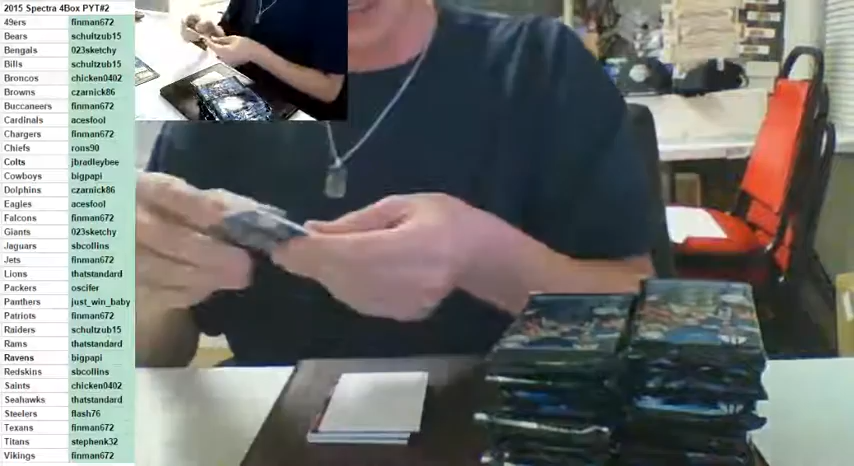 2015 Spectra 4Box PYT#2
49ers finman672
Bears schultzub15
Bengals 023sketchy
Bills schultzub15
Broncos chicken0402
Browns czarnick86
Buccaneers finman672
Cardinals acesfool
Chargers finman672
Chiefs rons90
Colts jbradleybee
Cowboys bigpapi
Dolphins czarnick86
Eagles acesfool
Falcons finman672
Giants 023sketchy
Jaguars sbcollins
Jets finman672
Lions thatstandard
Packers oscifer
Panthers just_win_baby
Patriots finman672
Raiders schultzub15
Rams thatstandard
Ravens bigpapi
Redskins sbcollins
Saints chicken0402
Seahawks thatstandard
Steelers flash76
Texans finman672
Titans stephenk32
Vikings finman672